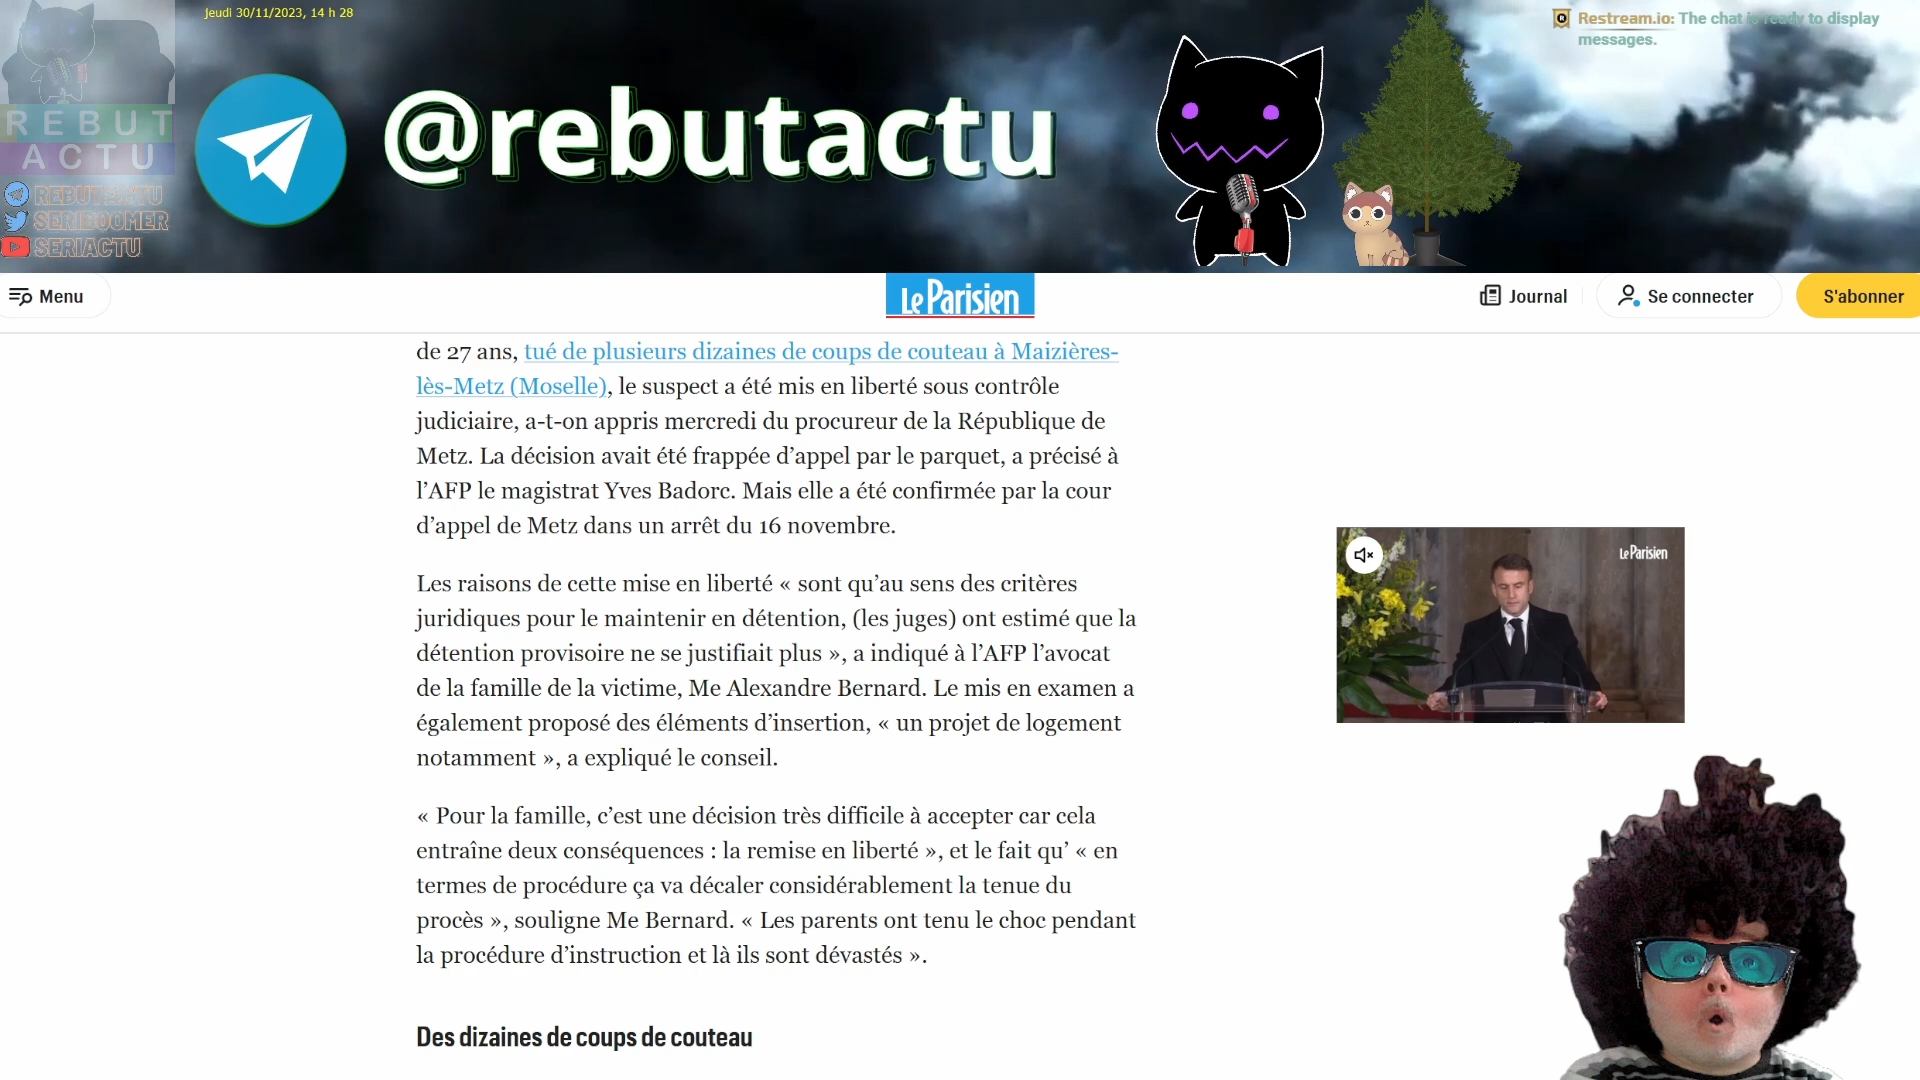 Jeudi 30/11/2023, 14 h 28
Restream.io: The chat is ready to display
messages.
@rebutactu
REBUT
ACTU
REBUTACTU
SERIBOOMER
SERIACTU
Menu
Le Parisien
Journal
Se connecter
S'abonner
de 27 ans, tué de plusieurs dizaines de coups de couteau à Maizières-
lès-Metz (Moselle), le suspect a été mis en liberté sous contrôle
judiciaire, a-t-on appris mercredi du procureur de la République de
Metz. La décision avait été frappée d’appel par le parquet, a précisé à
l’AFP le magistrat Yves Badorc. Mais elle a été confirmée par la cour
d’appel de Metz dans un arrêt du 16 novembre.
Les raisons de cette mise en liberté « sont qu’au sens des critères
juridiques pour le maintenir en détention, (les juges) ont estimé que la
détention provisoire ne se justifiait plus », a indiqué à l’AFP l’avocat
de la famille de la victime, Me Alexandre Bernard. Le mis en examen a
également proposé des éléments d’insertion, « un projet de logement
notamment », a expliqué le conseil.
« Pour la famille, c’est une décision très difficile à accepter car cela
entraîne deux conséquences : la remise en liberté », et le fait qu’ « en
termes de procédure ça va décaler considérablement la tenue du
procès », souligne Me Bernard. « Les parents ont tenu le choc pendant
la procédure d’instruction et là ils sont dévastés ».
Des dizaines de coups de couteau
Le Parisien